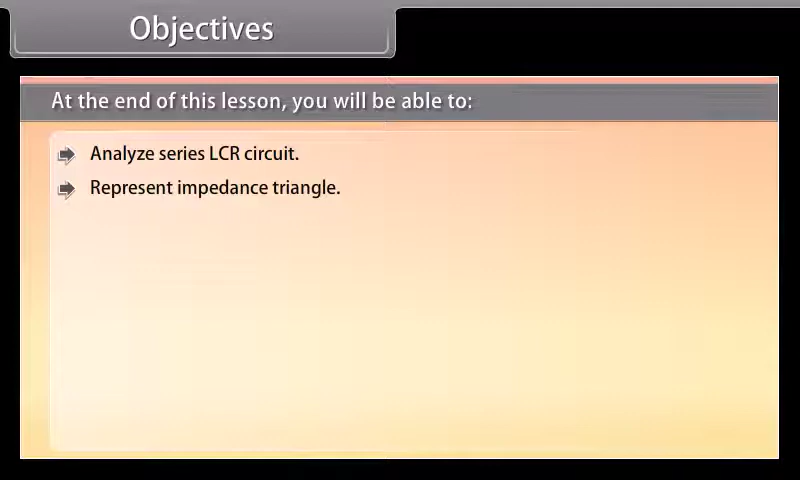 Objectives
At the end of this lesson, you will be able to:
Analyze series LCR circuit.
Represent impedance triangle.